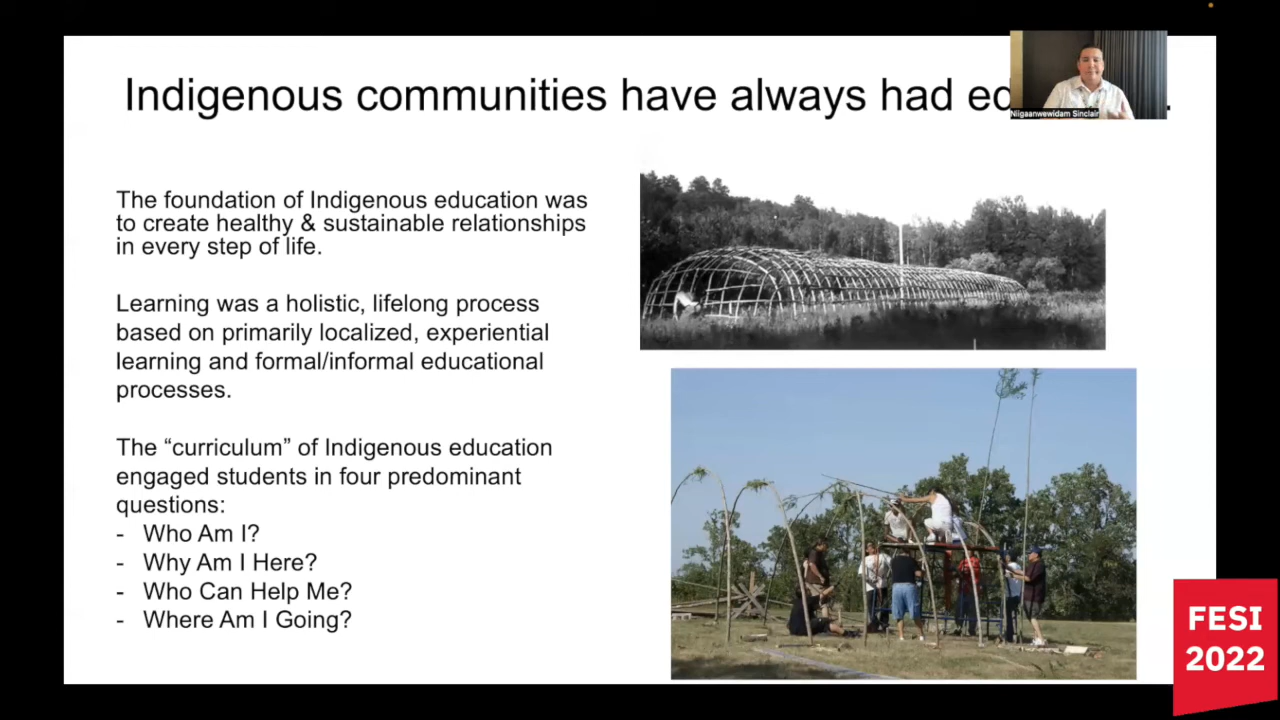 Indigenous communities have always had
Niigaanwewidam Sinclair
The foundation of Indigenous education was
to create healthy & sustainable relationships
in every step of life.
Learning was a holistic, lifelong process
based on primarily localized, experiential
learning and formal/informal educational
processes.
The “curriculum” of Indigenous education
engaged students in four predominant
questions:
- Who Am I?
- Why Am I Here?
- Who Can Help Me?
- Where Am I Going?
FESI
2022